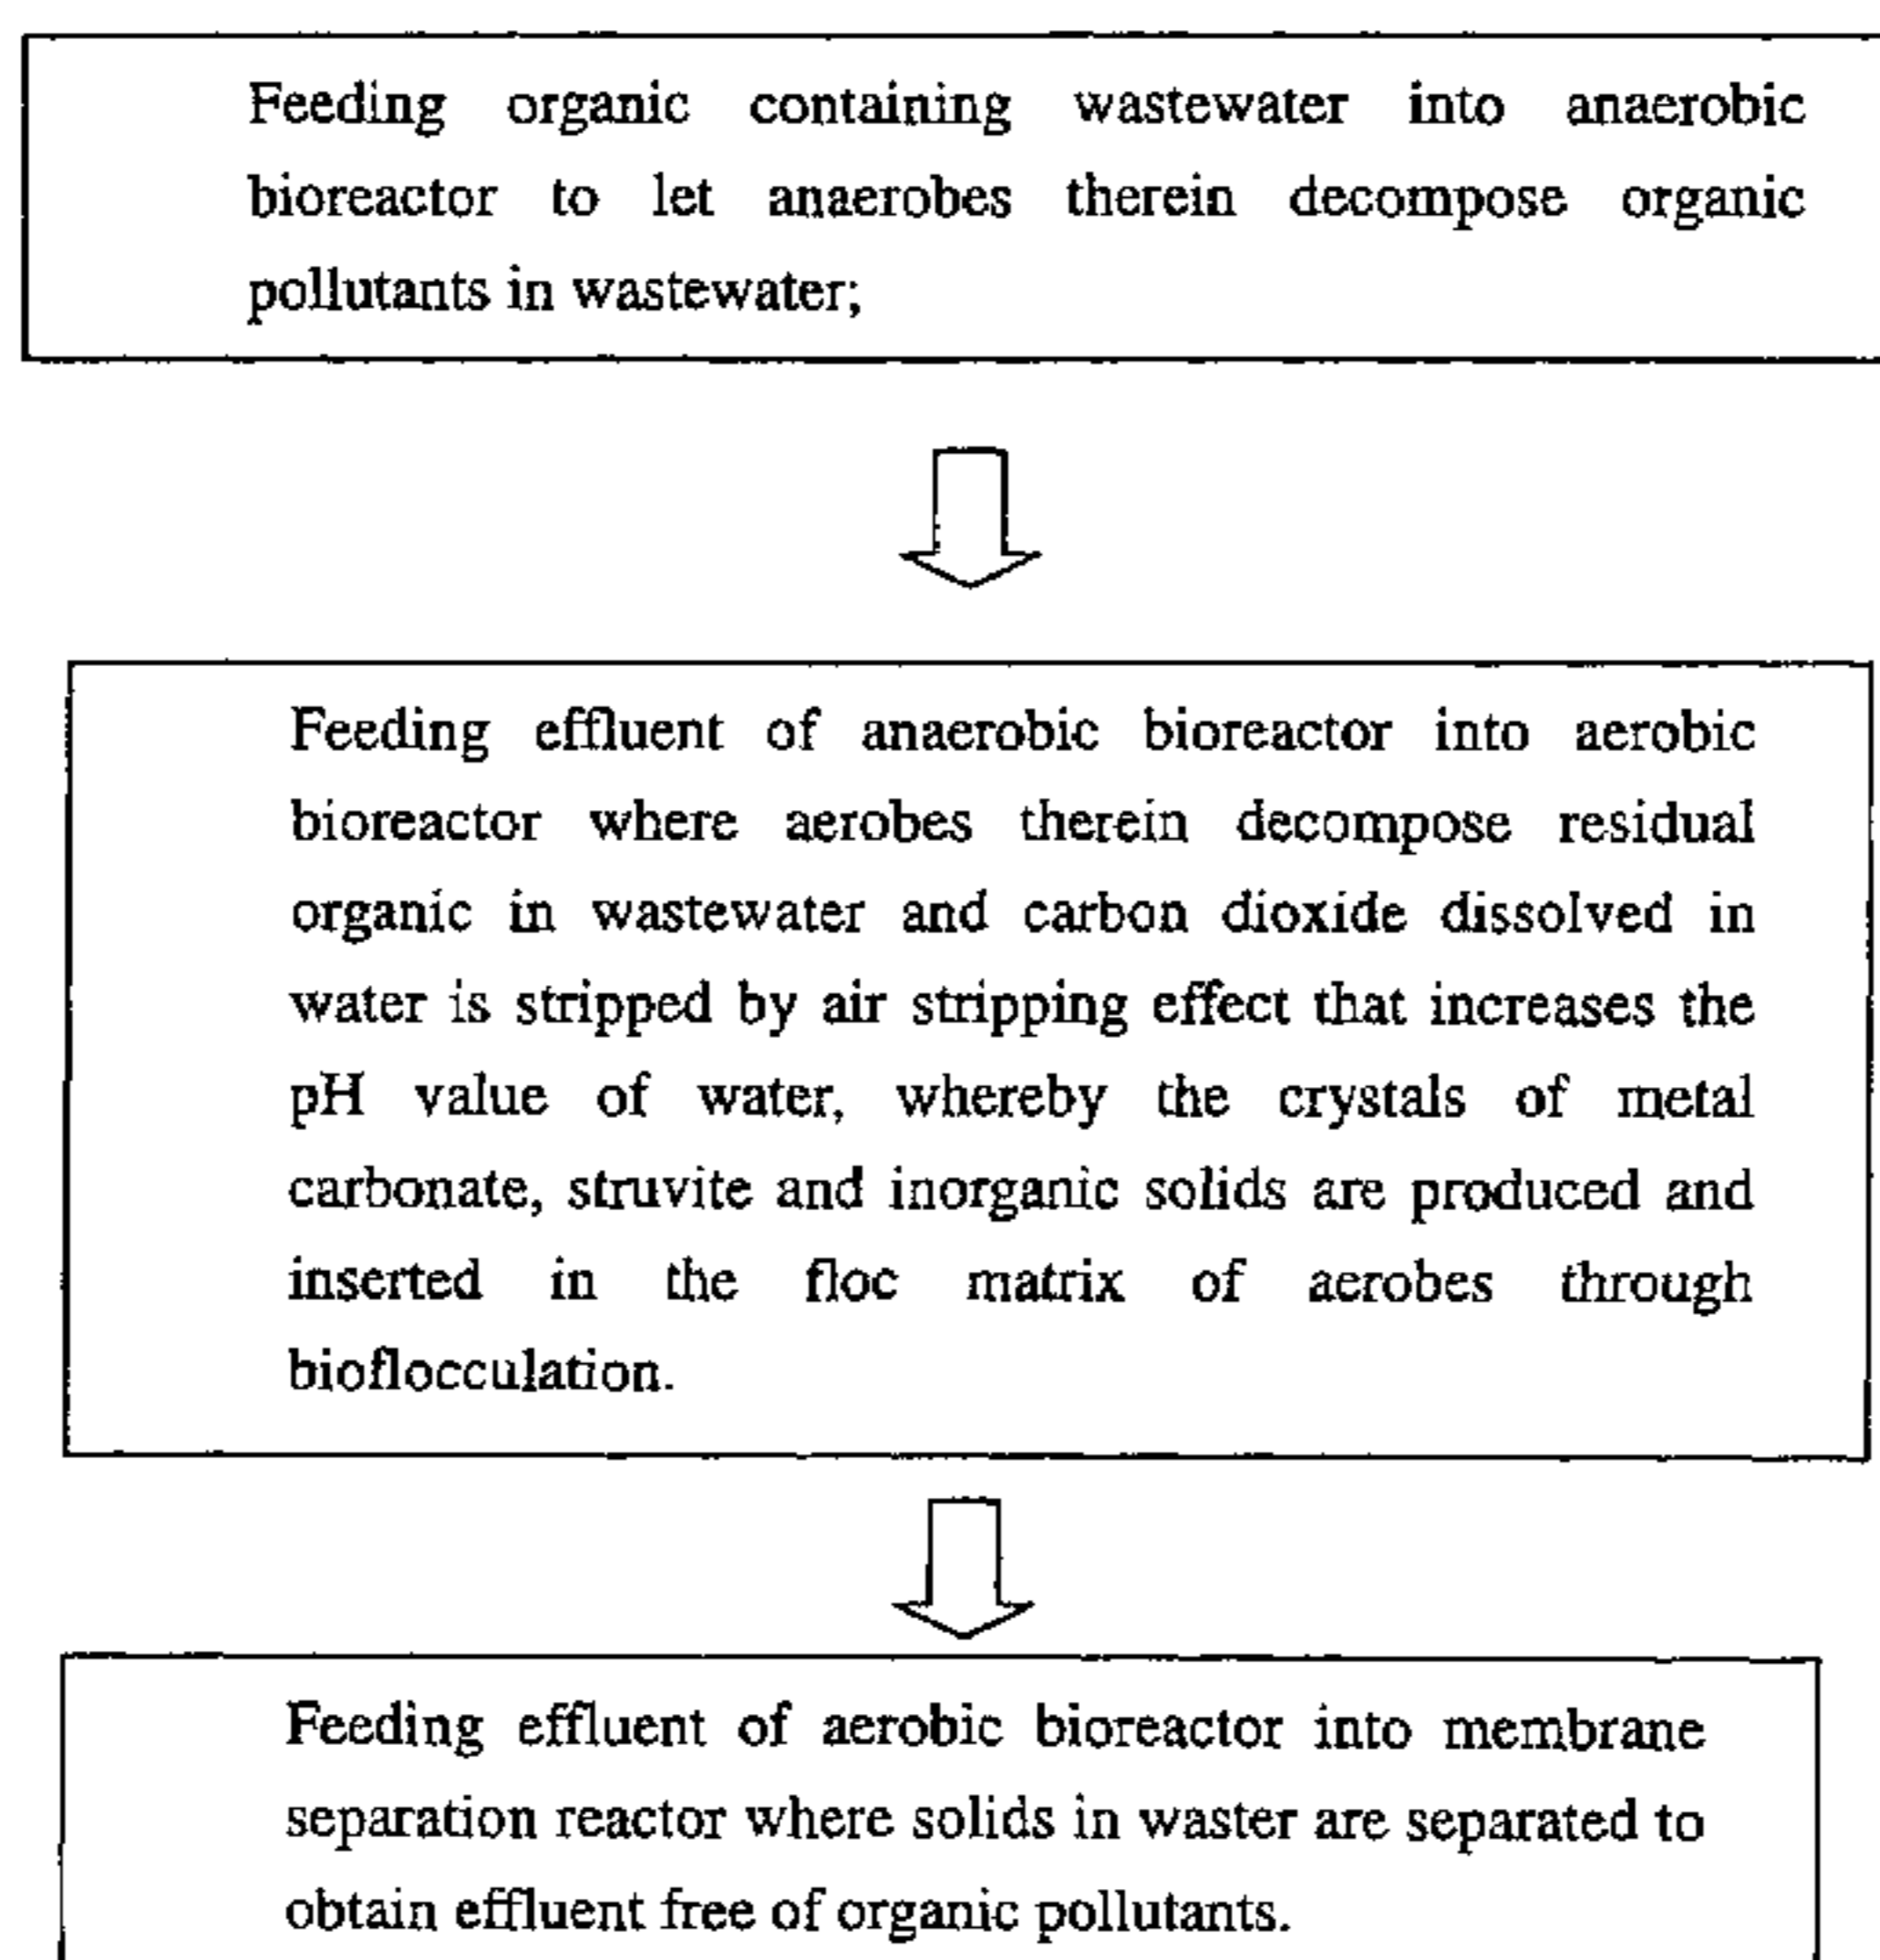 Feeding organic containing wastewater into anaerobic
bioreactor to let anaerobes therein decompose organic
pollutants in wastewater;
Feeding effluent of anaerobic bioreactor into aerobic
bioreactor where aerobes therein decompose residual
organic in wastewater and carbon dioxide dissolved in
water is stripped by air stripping effect that increases the
pH value of water, whereby the crystals of metal
carbonate, struvite and inorganic solids are produced and
inserted in the floc matrix of aerobes through
bioflocculation.
Feeding effluent of aerobic bioreactor into membrane
separation reactor where solids in waster are separated to
obtain effluent free of organic pollutants.